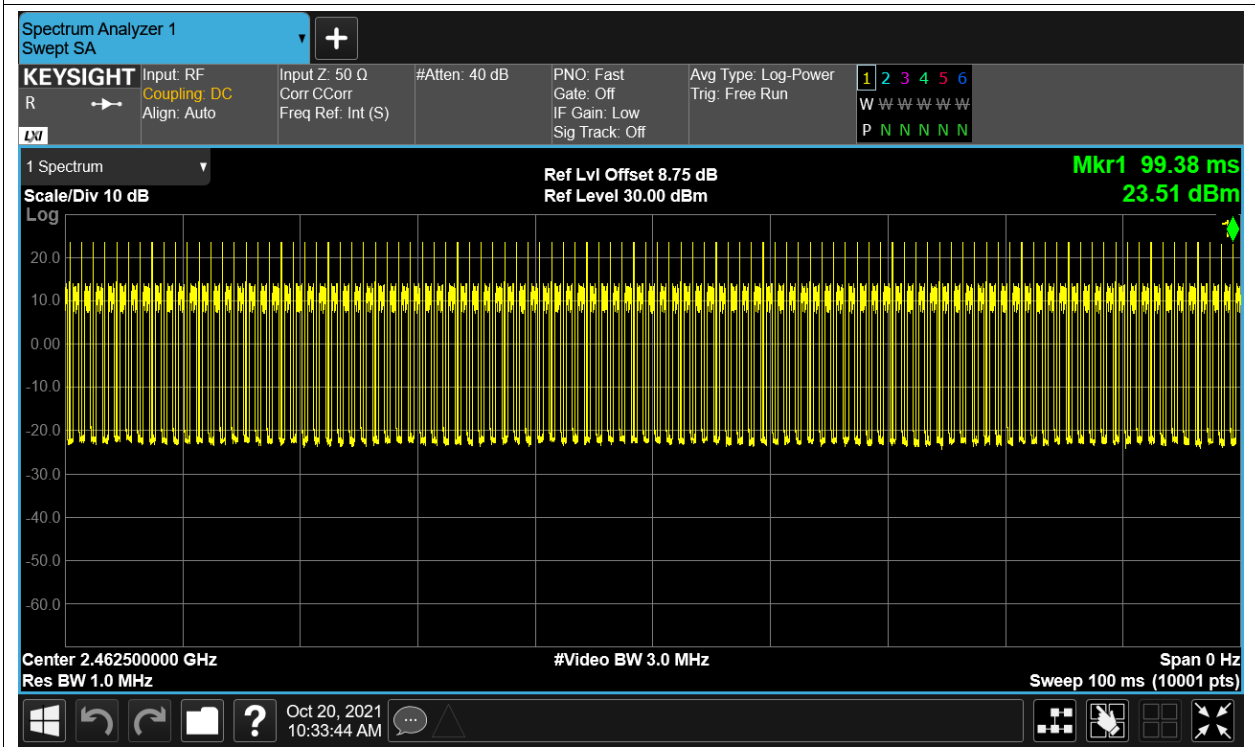 Spectrum Analyzer 1
Swept SA
+
KEYSIGHT Input: RF Input Z: 50 Ω #Atten: 40 dB PNO: Fast Avg Type: Log-Power 1 2 3 4 5 6
R Coupling: DC Corr CCorr Gate: Off Trig: Free Run W W W W W W
Align: Auto Freq Ref: Int (S) IF Gain: Low
LXI Sig Track: Off P N N N N N
1 Spectrum Ref Lvl Offset 8.75 dB Mkr1 99.38 ms
Scale/Div 10 dB Ref Level 30.00 dBm 23.51 dBm
Log
1
20.0
10.0
0.00
-10.0
-20.0
-30.0
-40.0
-50.0
-60.0
Center 2.462500000 GHz #Video BW 3.0 MHz Span 0 Hz
Res BW 1.0 MHz Sweep 100 ms (10001 pts)
? Oct 20, 2021
10:33:44 AM